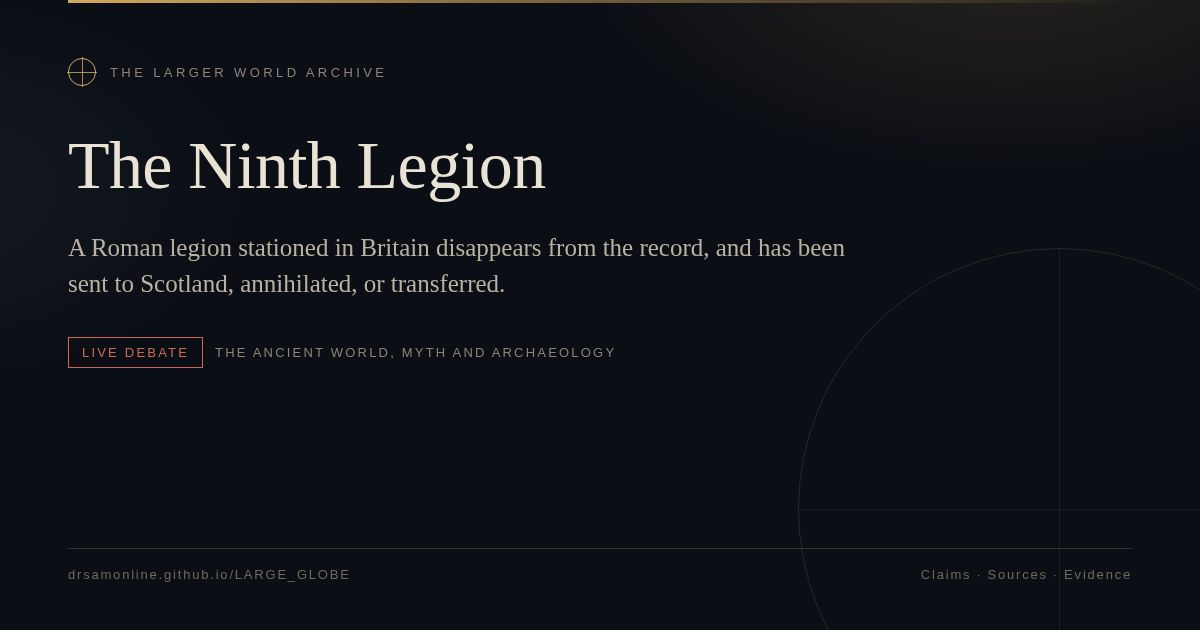 THE LARGER WORLD ARCHIVE
The Ninth Legion
A Roman legion stationed in Britain disappears from the record, and has been
sent to Scotland, annihilated, or transferred.
LIVE DEBATE THE ANCIENT WORLD, MYTH AND ARCHAEOLOGY
drsamonline.github.io/LARGE_GLOBE Claims · Sources · Evidence